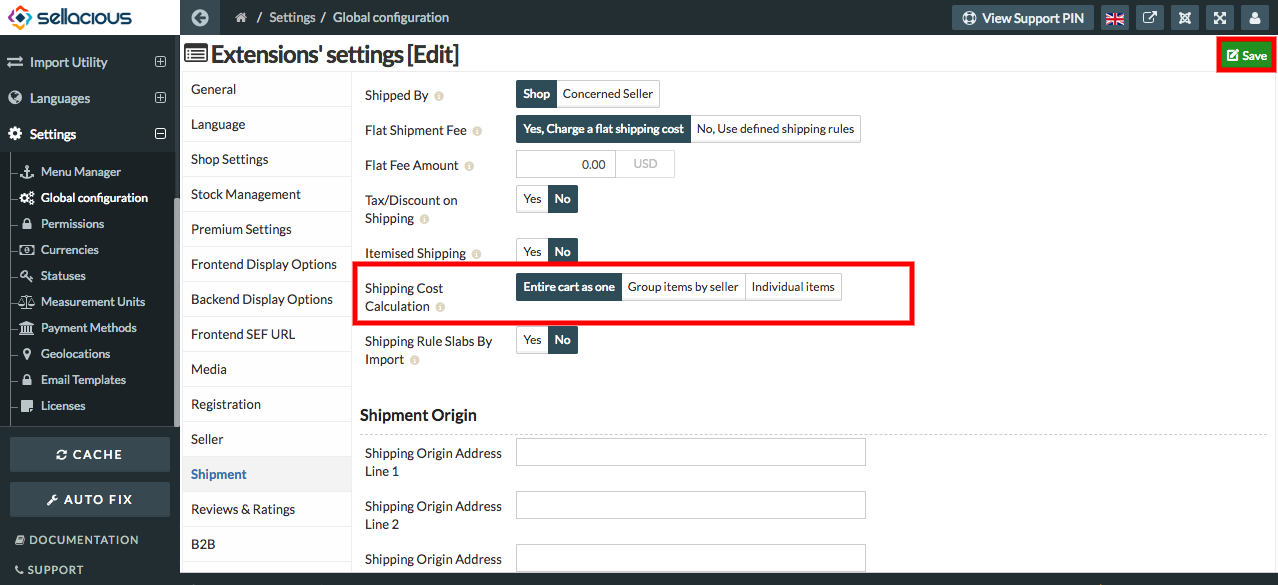 sellacious
/ Settings / Global configuration
View Support PIN
Import Utility
Languages
Settings
Menu Manager
Global configuration
Permissions
Currencies
Statuses
Measurement Units
Payment Methods
Geolocations
Email Templates
Licenses
CACHE
AUTO FIX
DOCUMENTATION
SUPPORT
Extensions' settings [Edit]
Save
General
Language
Shop Settings
Stock Management
Premium Settings
Frontend Display Options
Backend Display Options
Frontend SEF URL
Media
Registration
Seller
Shipment
Reviews & Ratings
B2B
Shipped By Shop Concerned Seller
Flat Shipment Fee Yes, Charge a flat shipping cost No, Use defined shipping rules
Flat Fee Amount 0.00 USD
Tax/Discount on Yes No
Shipping
Itemised Shipping Yes No
Shipping Cost Entire cart as one Group items by seller Individual items
Calculation
Shipping Rule Slabs By Yes No
Import
Shipment Origin
Shipping Origin Address
Line 1
Shipping Origin Address
Line 2
Shipping Origin Address